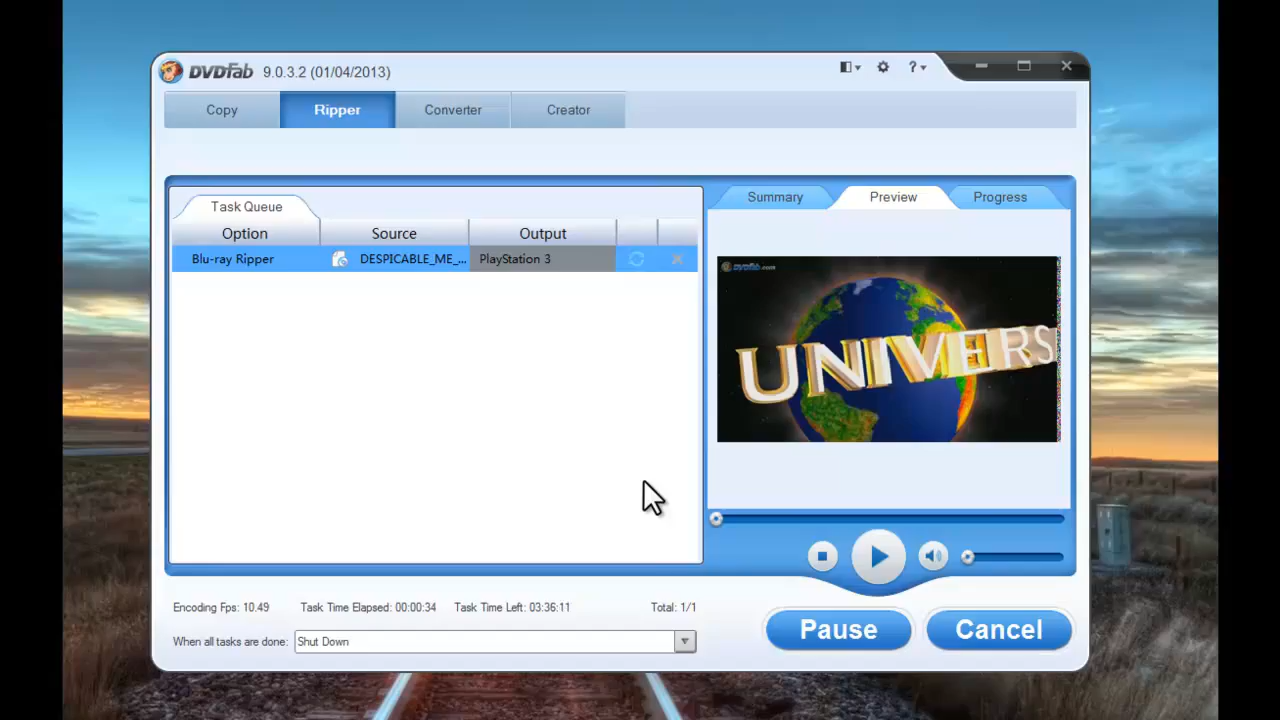 DVDFab 9.0.3.2 (01/04/2013)
?
Copy
Ripper
Converter
Creator
Task Queue
Summary
Preview
Progress
Option
Source
Output
Blu-ray Ripper
DESPICABLE_ME_...
PlayStation 3
DVDFab.com
UNIVERS
Encoding Fps: 10.49
Task Time Elapsed: 00:00:34
Task Time Left: 03:36:11
Total: 1/1
When all tasks are done:
Shut Down
Pause
Cancel